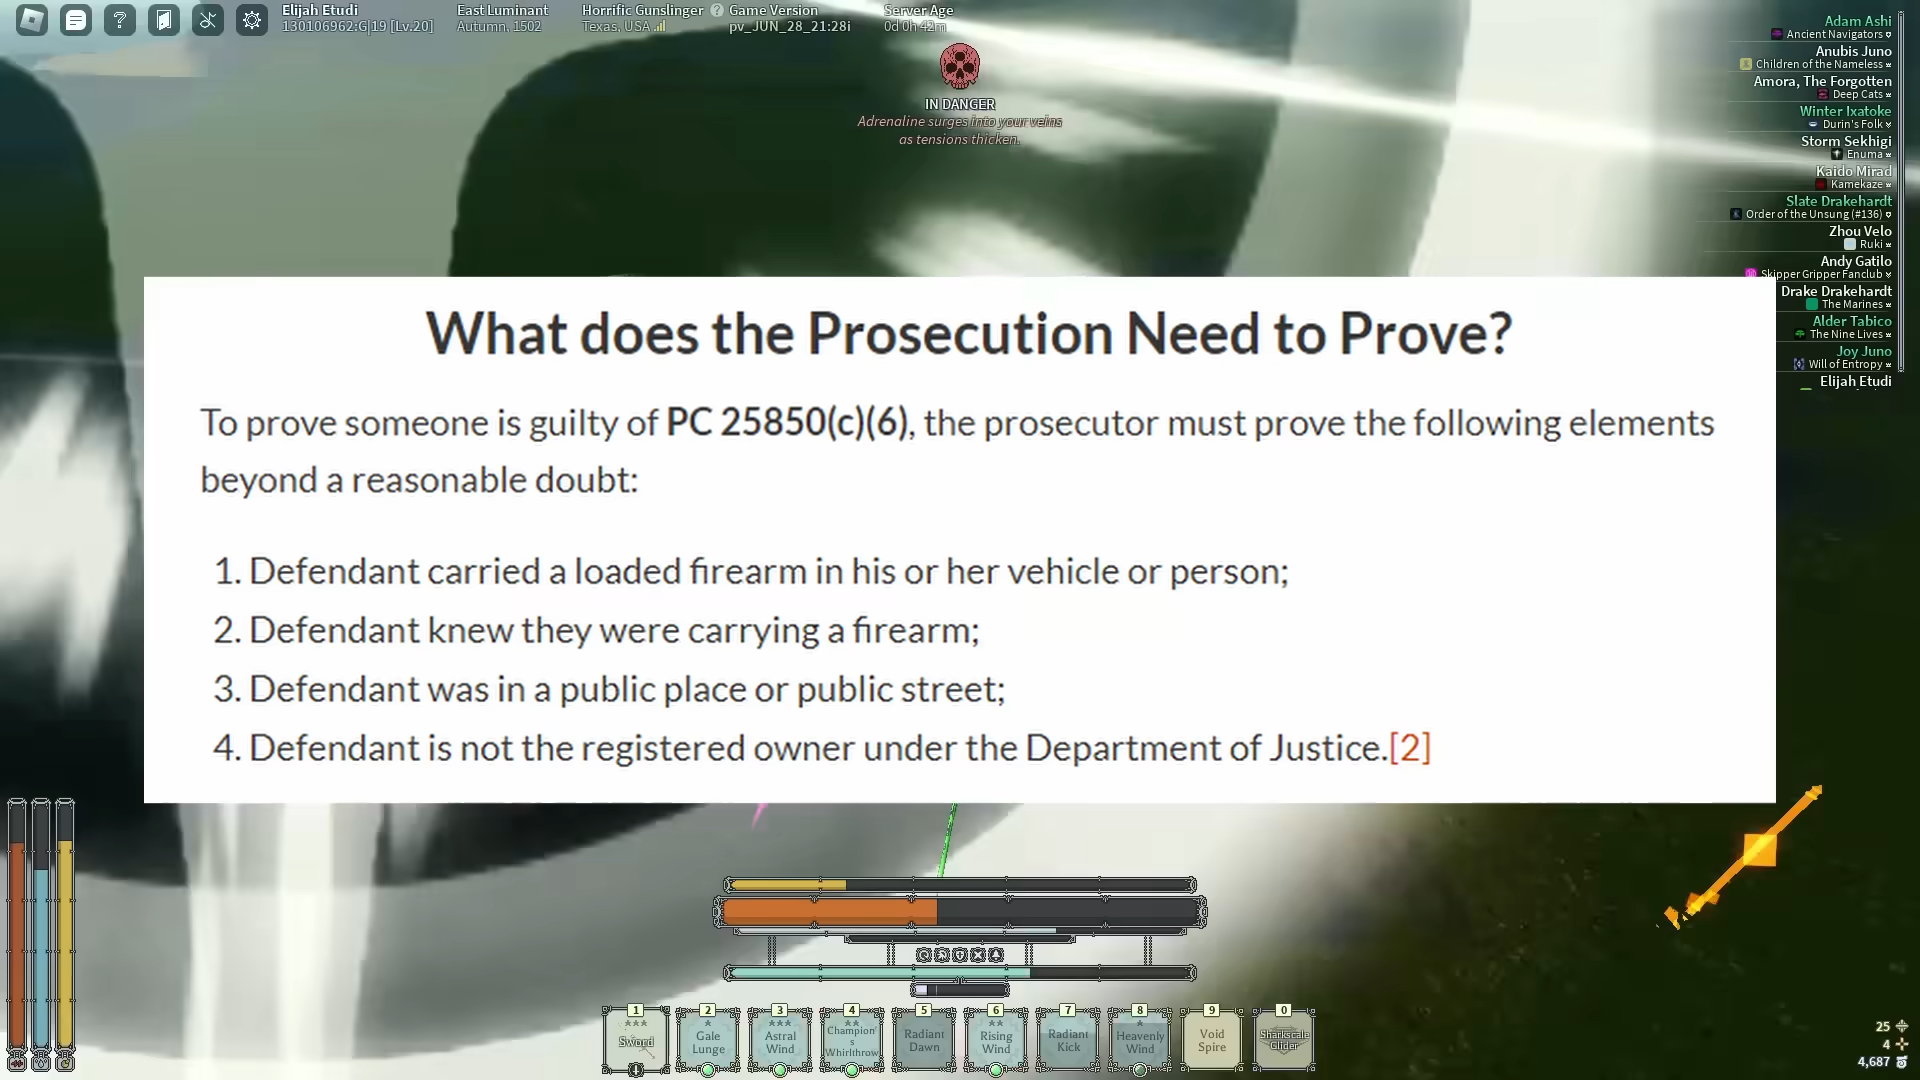 Elijah Etudi
130106962:G|19 [Lv.20]
East Luminant
Autumn, 1502
Horrific Gunslinger
Texas, USA
Game Version
pv_JUN_28_21:28i
Server Age
0d 0h 42m
IN DANGER
Adrenaline surges into your veins
as tensions thicken.
Adam Ashi
Ancient Navigators
Anubis Juno
Children of the Nameless
Amora, The Forgotten
Deep Cats
Winter Ixatoke
Durin's Folk
Storm Sekhigi
Enuma
Kaido Mirad
Kamekaze
Slate Drakehardt
Order of the Unsung (#136)
Zhou Velo
Ruki
Andy Gatilo
Skipper Gripper Fanclub
Drake Drakehardt
The Marines
Alder Tabico
The Nine Lives
Joy Juno
Will of Entropy
Elijah Etudi
What does the Prosecution Need to Prove?
To prove someone is guilty of PC 25850(c)(6), the prosecutor must prove the following elements
beyond a reasonable doubt:
1. Defendant carried a loaded firearm in his or her vehicle or person;
2. Defendant knew they were carrying a firearm;
3. Defendant was in a public place or public street;
4. Defendant is not the registered owner under the Department of Justice.[2]
1
Sword
2
Gale
Lunge
3
Astral
Wind
4
Champion'
s
Whirlthrow
5
Radiant
Dawn
6
Rising
Wind
7
Radiant
Kick
8
Heavenly
Wind
9
Void
Spire
0
Sharkscale
Glider
25
4
4,687